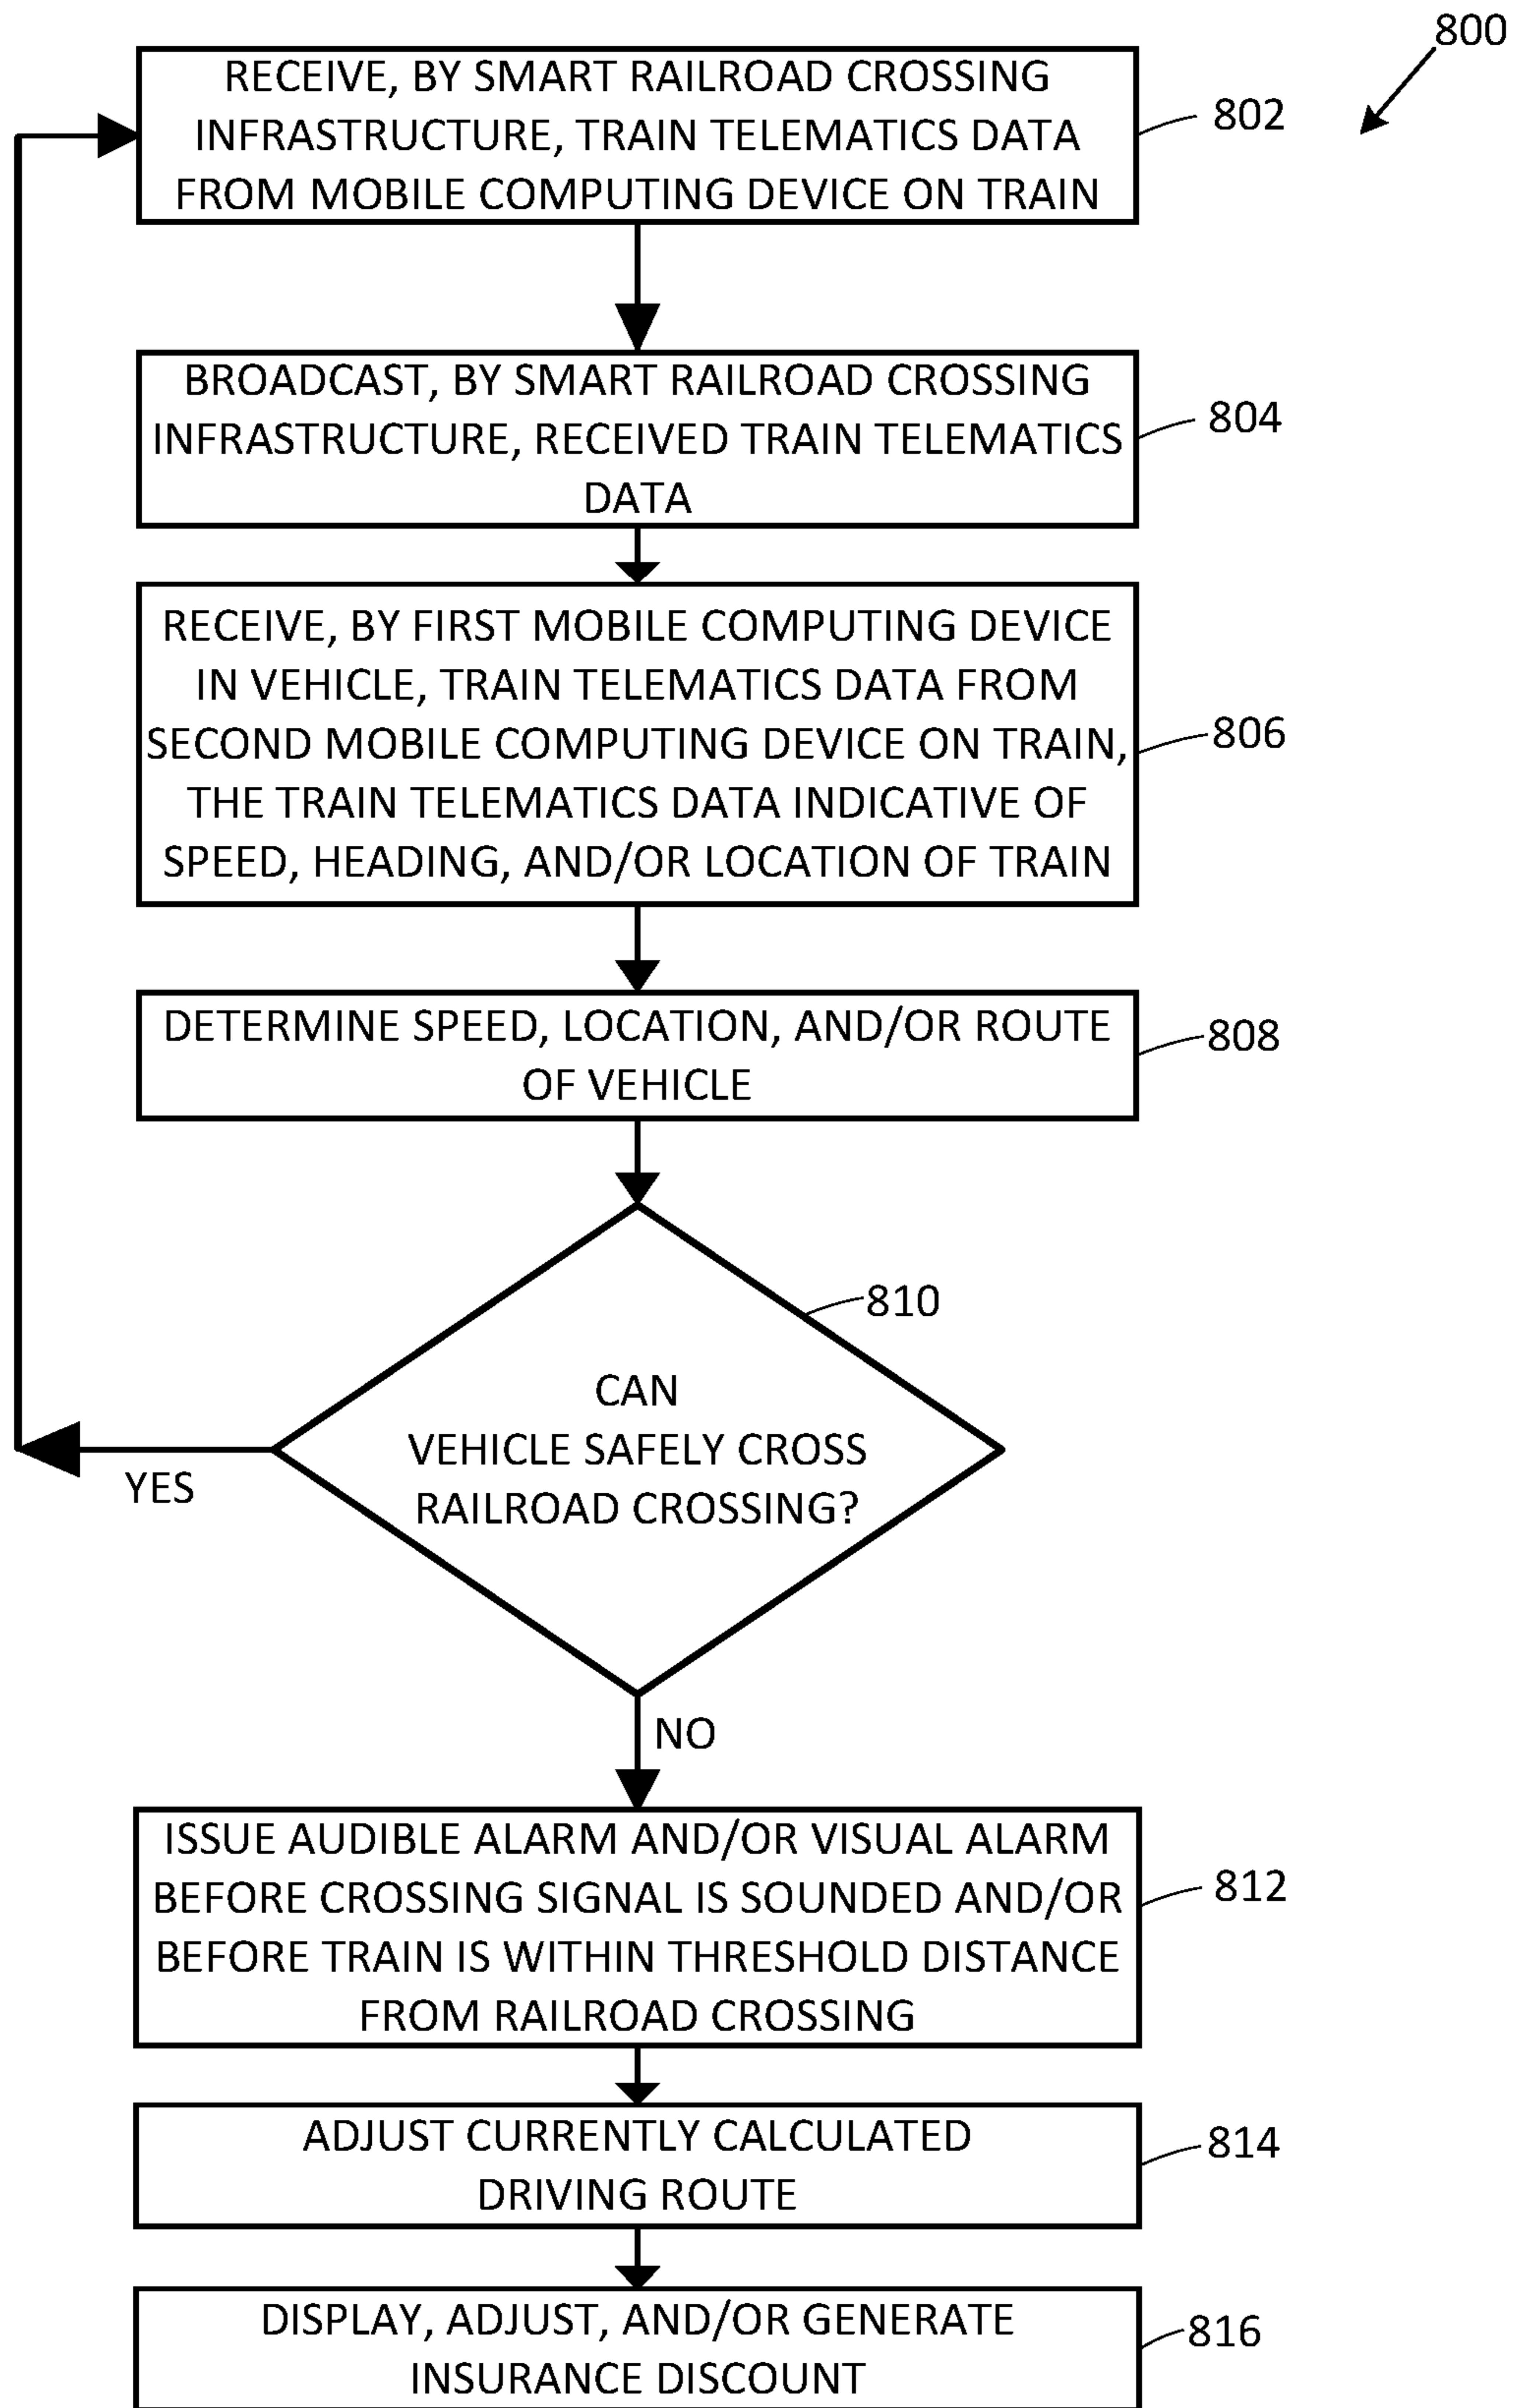 800
RECEIVE, BY SMART RAILROAD CROSSING
INFRASTRUCTURE, TRAIN TELEMATICS DATA
FROM MOBILE COMPUTING DEVICE ON TRAIN
802
BROADCAST, BY SMART RAILROAD CROSSING
INFRASTRUCTURE, RECEIVED TRAIN TELEMATICS
DATA
804
RECEIVE, BY FIRST MOBILE COMPUTING DEVICE
IN VEHICLE, TRAIN TELEMATICS DATA FROM
SECOND MOBILE COMPUTING DEVICE ON TRAIN,
THE TRAIN TELEMATICS DATA INDICATIVE OF
SPEED, HEADING, AND/OR LOCATION OF TRAIN
806
DETERMINE SPEED, LOCATION, AND/OR ROUTE
OF VEHICLE
808
810
CAN
VEHICLE SAFELY CROSS
RAILROAD CROSSING?
YES
NO
ISSUE AUDIBLE ALARM AND/OR VISUAL ALARM
BEFORE CROSSING SIGNAL IS SOUNDED AND/OR
BEFORE TRAIN IS WITHIN THRESHOLD DISTANCE
FROM RAILROAD CROSSING
812
ADJUST CURRENTLY CALCULATED
DRIVING ROUTE
814
DISPLAY, ADJUST, AND/OR GENERATE
INSURANCE DISCOUNT
816